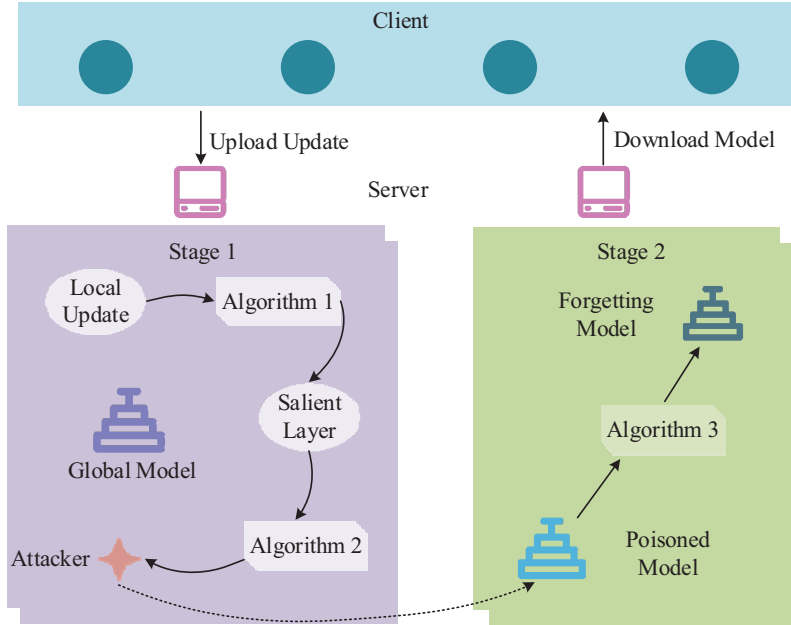 Client
Upload Update
Download Model
Server
Stage 1
Local
Update
Algorithm 1
Salient
Layer
Global Model
Algorithm 2
Attacker
Stage 2
Forgetting
Model
Algorithm 3
Poisoned
Model